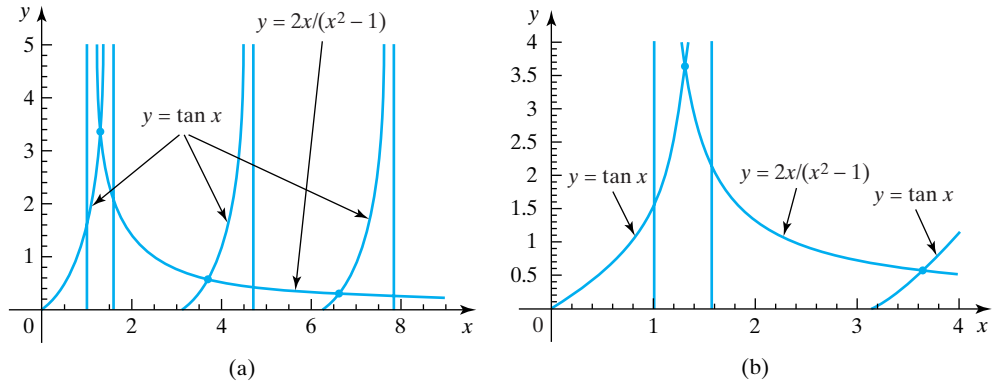 y
y = 2x/(x² – 1)
5
4
y = tan x
3
2
1
0
2
4
6
8
x
(a)
y
4
3.5
3
2.5
2
y = tan x
y = 2x/(x² – 1)
1.5
y = tan x
1
0.5
0
1
2
3
4
x
(b)